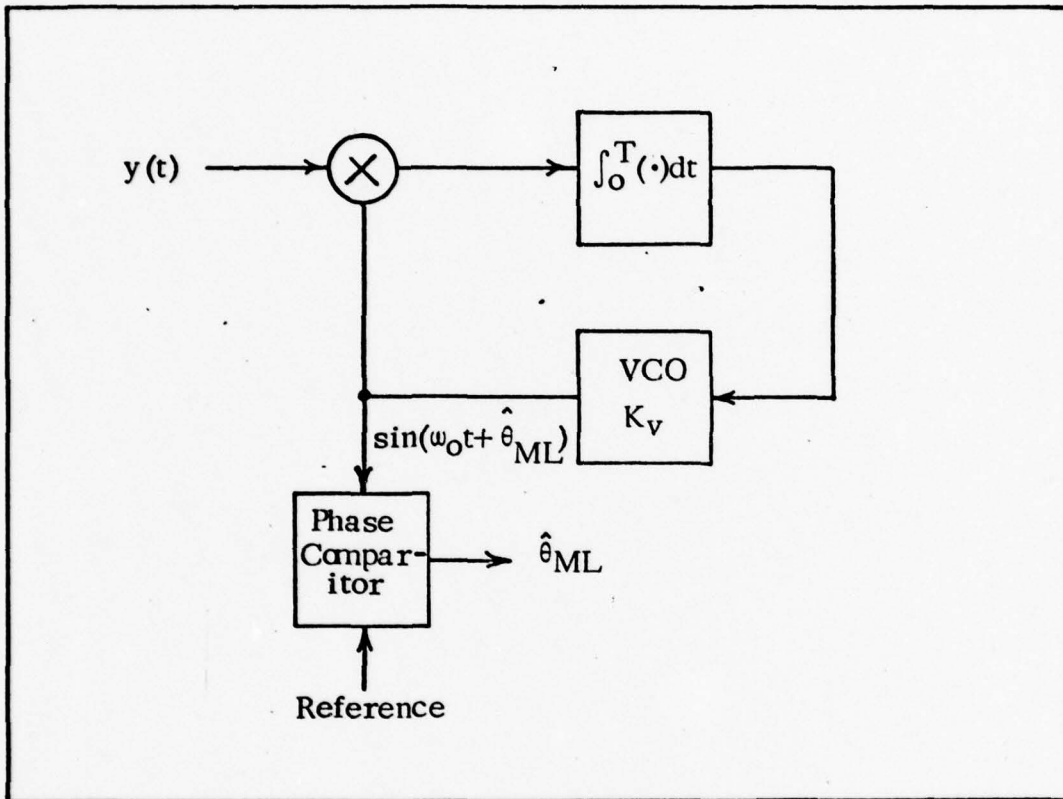 y(t)
∫₀ᵀ(·)dt
VCO
Kᵥ
sin(ω₀t+ θ̂ML)
Phase
Compar-
itor
θ̂ML
Reference